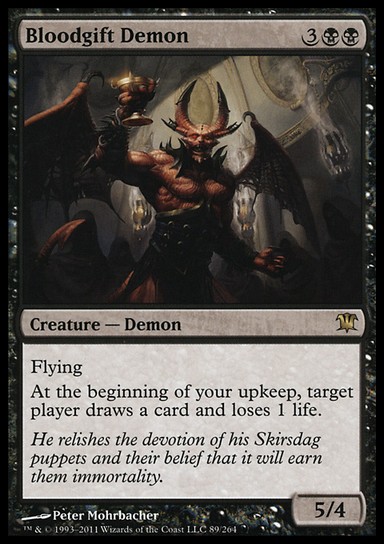 Bloodgift Demon 3
Creature — Demon
Flying
At the beginning of your upkeep, target
player draws a card and loses 1 life.
He relishes the devotion of his Skirsdag
puppets and their belief that it will earn
them immortality.
Peter Mohrbacher
5/4
™ & © 1993–2011 Wizards of the Coast LLC 89/264